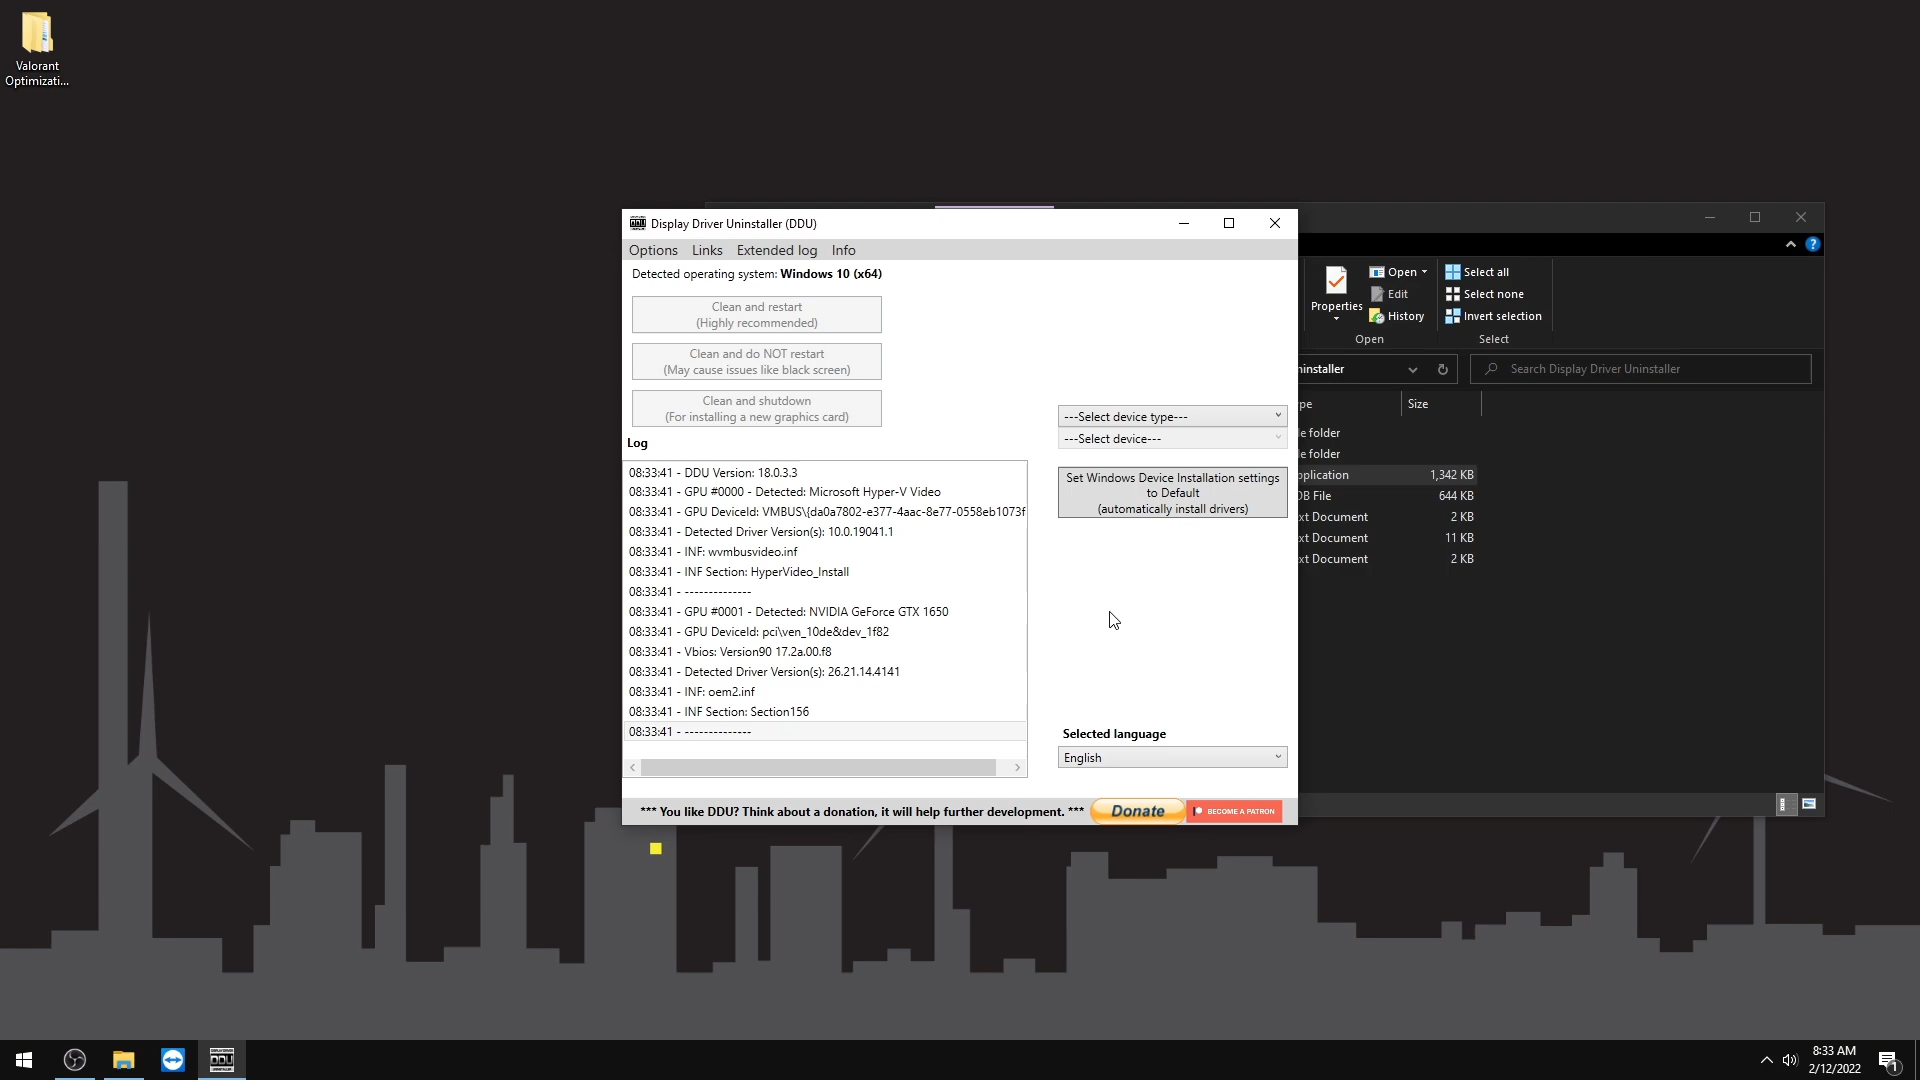 Valorant
Optimizati...
Display Driver Uninstaller (DDU)
Options Links Extended log Info
Detected operating system: Windows 10 (x64)
Clean and restart
(Highly recommended)
Clean and do NOT restart
(May cause issues like black screen)
Clean and shutdown
(For installing a new graphics card)
Log
08:33:41 - DDU Version: 18.0.3.3
08:33:41 - GPU #0000 - Detected: Microsoft Hyper-V Video
08:33:41 - GPU DeviceId: VMBUS\{da0a7802-e377-4aac-8e77-0558eb1073f
08:33:41 - Detected Driver Version(s): 10.0.19041.1
08:33:41 - INF: wvmbusvideo.inf
08:33:41 - INF Section: HyperVideo_Install
08:33:41 - --------------
08:33:41 - GPU #0001 - Detected: NVIDIA GeForce GTX 1650
08:33:41 - GPU DeviceId: pci\ven_10de&dev_1f82
08:33:41 - Vbios: Version90 17.2a.00.f8
08:33:41 - Detected Driver Version(s): 26.21.14.4141
08:33:41 - INF: oem2.inf
08:33:41 - INF Section: Section156
08:33:41 - --------------
---Select device type---
---Select device---
Set Windows Device Installation settings
to Default
(automatically install drivers)
Selected language
English
*** You like DDU? Think about a donation, it will help further development. ***
Donate
BECOME A PATRON
Properties
Open
Edit
History
Open
Select all
Select none
Invert selection
Select
ninstaller
Search Display Driver Uninstaller
pe Size
le folder
le folder
pplication 1,342 KB
DB File 644 KB
xt Document 2 KB
xt Document 11 KB
xt Document 2 KB
DDU
8:33 AM
2/12/2022
1